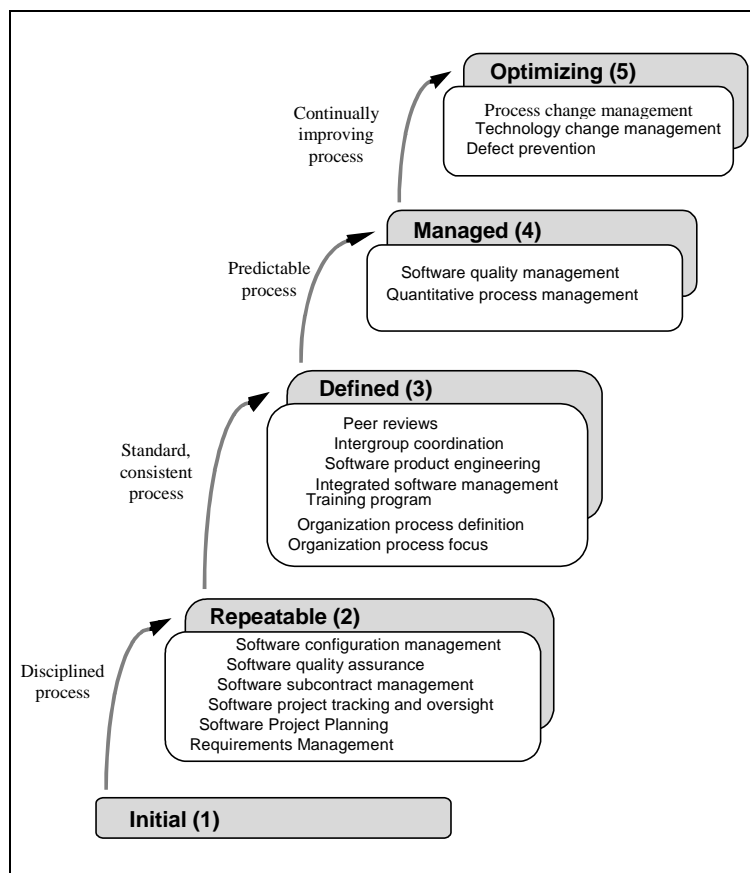 Optimizing (5)
Process change management
Technology change management
Defect prevention
Continually
improving
process
Managed (4)
Software quality management
Quantitative process management
Predictable
process
Defined (3)
Peer reviews
Intergroup coordination
Software product engineering
Integrated software management
Training program
Organization process definition
Organization process focus
Standard,
consistent
process
Repeatable (2)
Software configuration management
Software quality assurance
Software subcontract management
Software project tracking and oversight
Software Project Planning
Requirements Management
Disciplined
process
Initial (1)